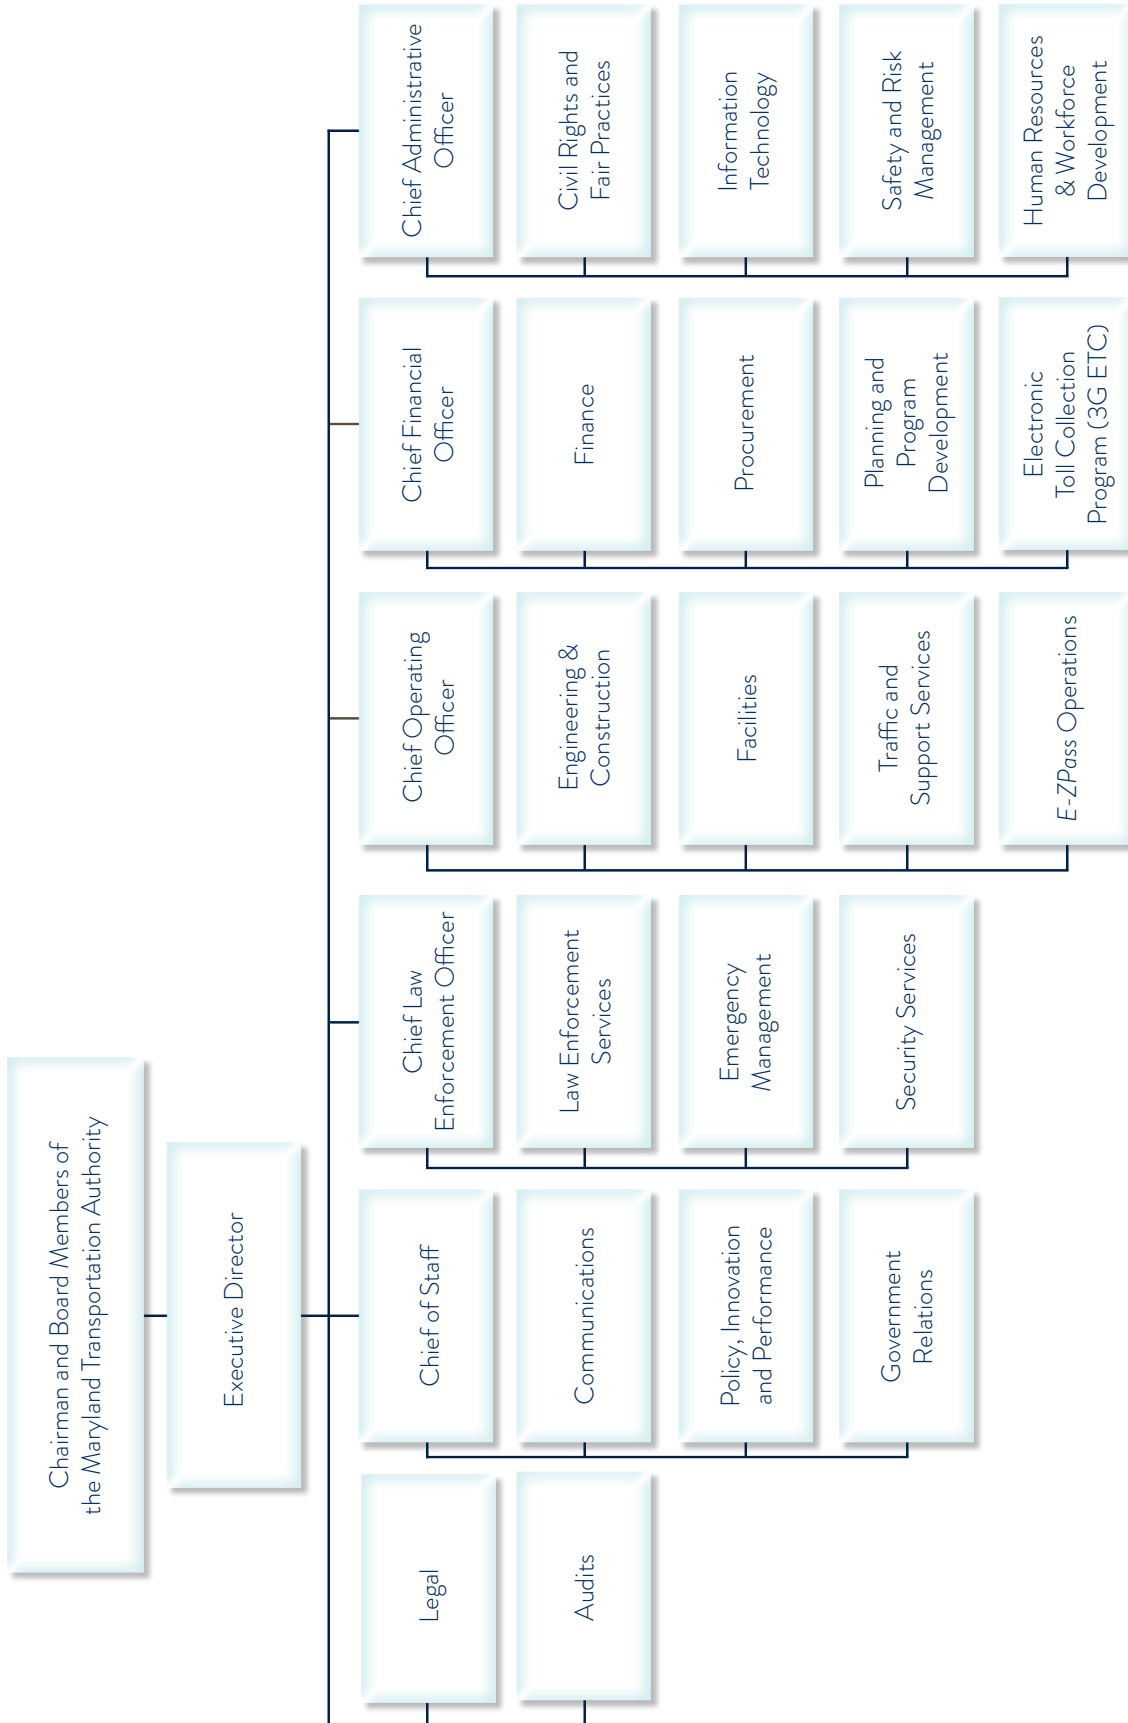 Chairman and Board Members of
the Maryland Transportation Authority
Executive Director
Legal
Audits
Chief of Staff
Communications
Policy, Innovation
and Performance
Government
Relations
Chief Law
Enforcement Officer
Law Enforcement
Services
Emergency
Management
Security Services
Chief Operating
Officer
Engineering &
Construction
Facilities
Traffic and
Support Services
E-ZPass Operations
Chief Financial
Officer
Finance
Procurement
Planning and
Program
Development
Electronic
Toll Collection
Program (3G ETC)
Chief Administrative
Officer
Civil Rights and
Fair Practices
Information
Technology
Safety and Risk
Management
Human Resources
& Workforce
Development